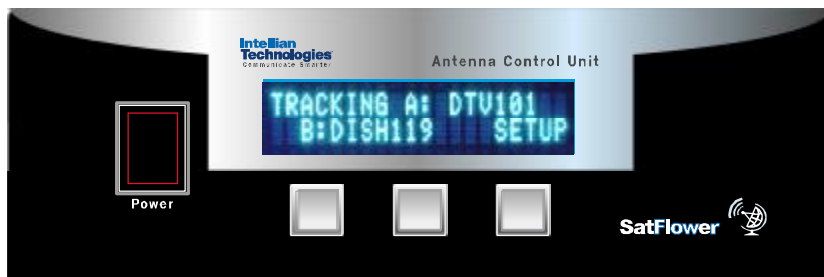 Intellian
Technologies
Communicate Smarter
Antenna Control Unit
TRACKING A: DTV101
B:DISH119 SETUP
Power
SatFlower